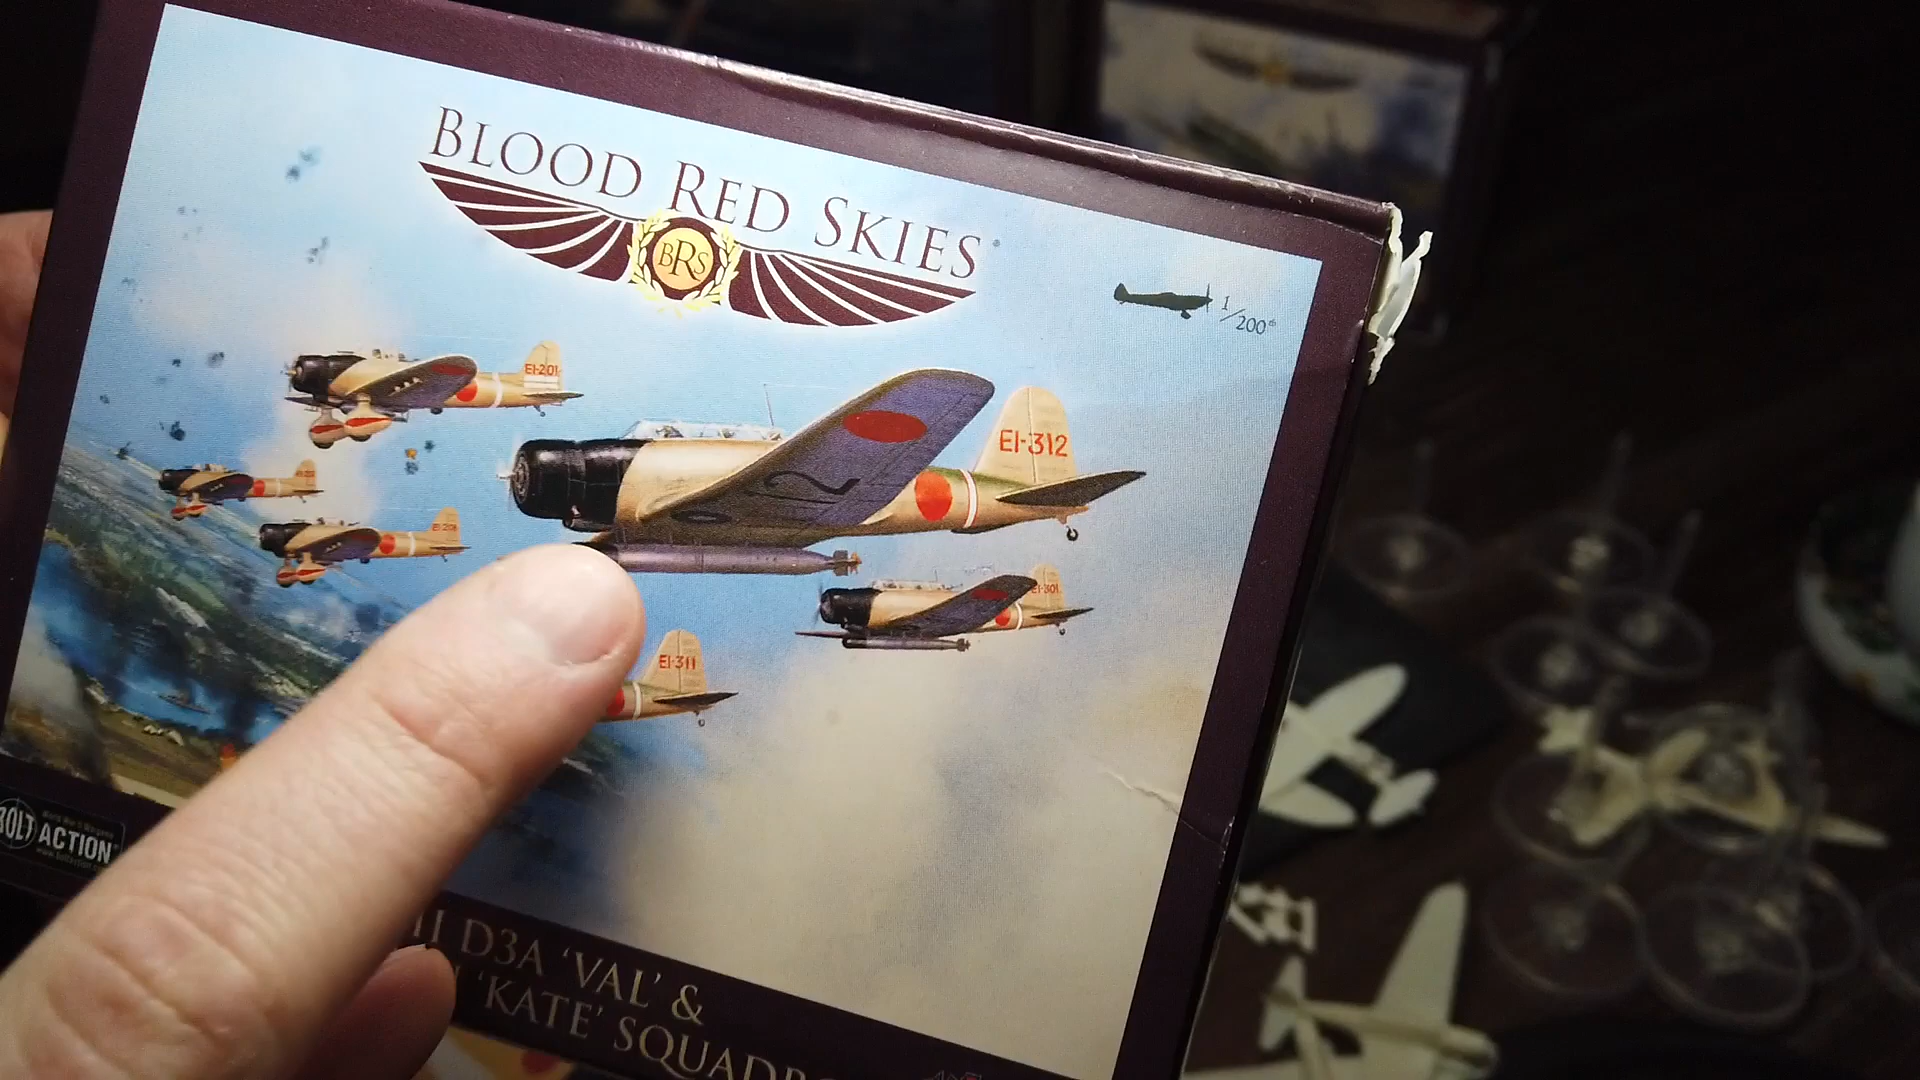 BLOOD RED SKIES
BRS
1/200th
EI-201
EI-312
EI-301
EI-311
BOLT ACTION
II D3A 'VAL' &
'KATE' SQUADR